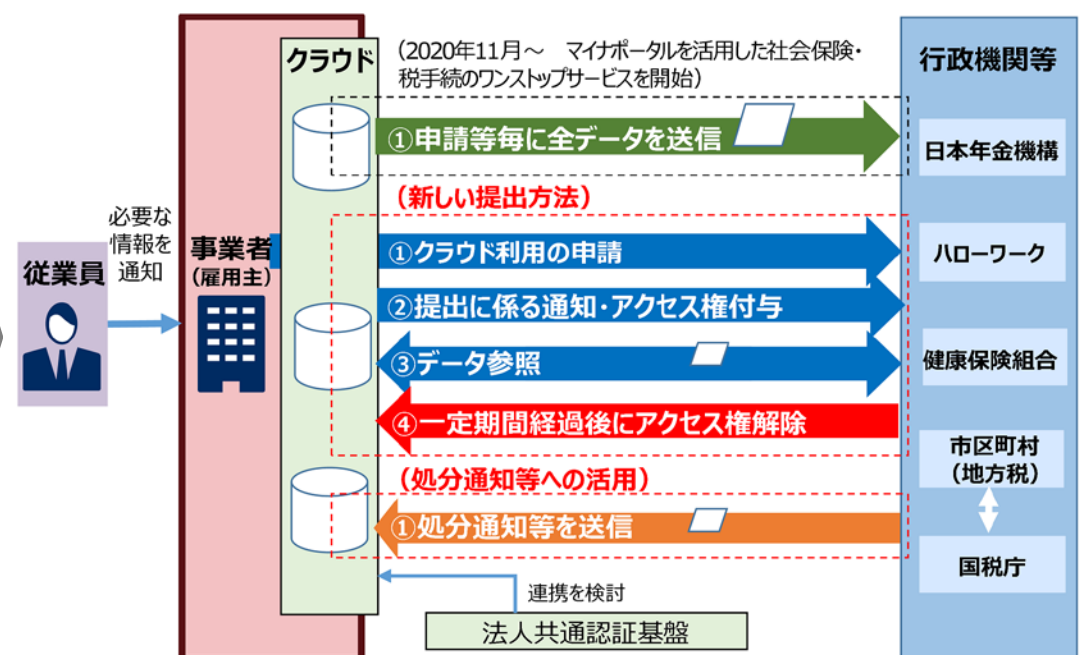 クラウド
(2020年11月～ マイナポータルを活用した社会保険・
税手続のワンストップサービスを開始)
行政機関等
①申請等毎に全データを送信
日本年金機構
(新しい提出方法)
必要な
情報を
通知
従業員
事業者
(雇用主)
①クラウド利用の申請
ハローワーク
②提出に係る通知・アクセス権付与
③データ参照
健康保険組合
④一定期間経過後にアクセス権解除
市区町村
(地方税)
(処分通知等への活用)
①処分通知等を送信
国税庁
連携を検討
法人共通認証基盤